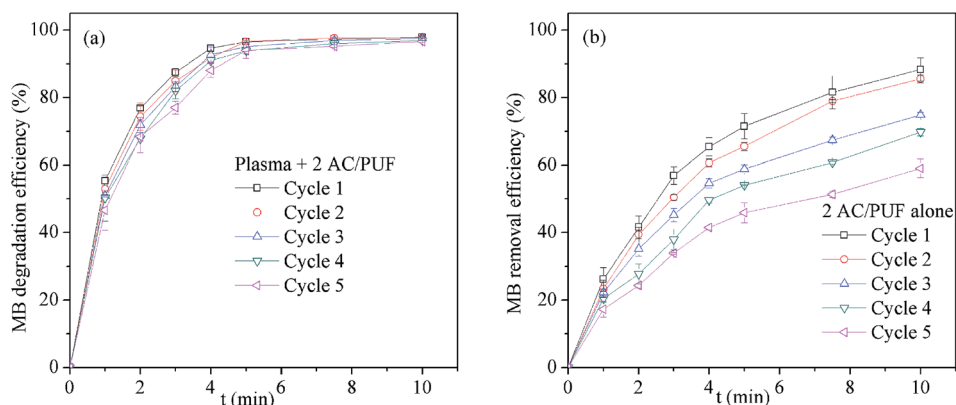 (a)
MB degradation efficiency (%)
100
80
60
40
20
0
Plasma + 2 AC/PUF
Cycle 1
Cycle 2
Cycle 3
Cycle 4
Cycle 5
0 2 4 6 8 10
t (min)
(b)
MB removal efficiency (%)
100
80
60
40
20
0
2 AC/PUF alone
Cycle 1
Cycle 2
Cycle 3
Cycle 4
Cycle 5
0 2 4 6 8 10
t (min)